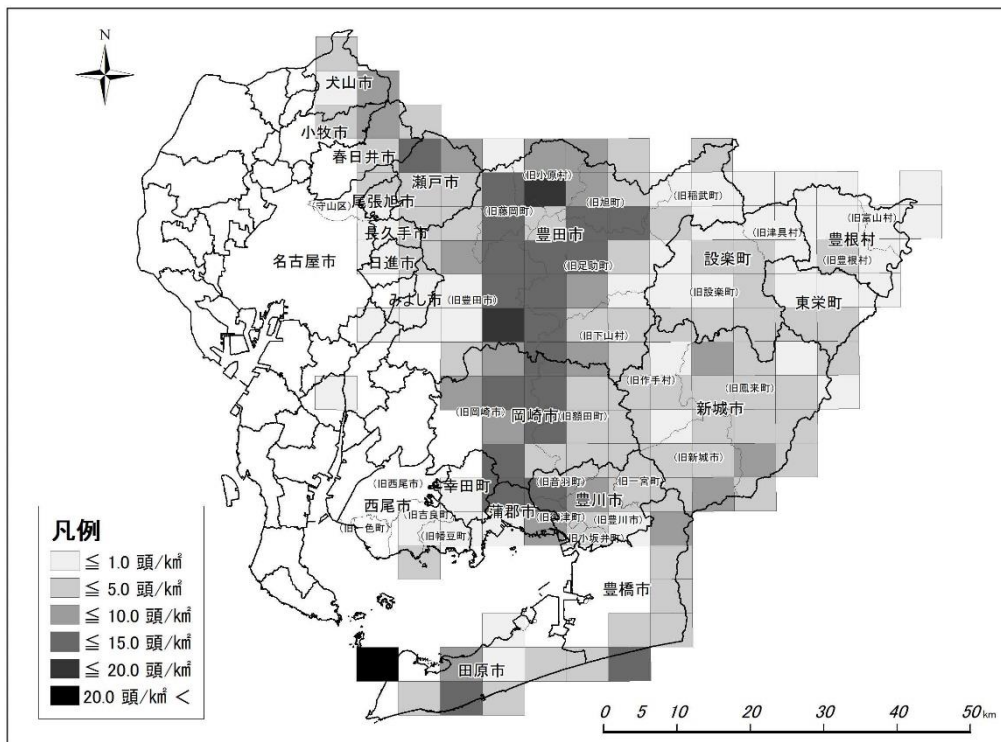 N
犬山市
小牧市
春日井市
瀬戸市
(守山区)
尾張旭市
長久手市
名古屋市
日進市
みよし市
(旧豊田市)
(旧藤岡町)
(旧小原村)
(旧旭町)
豊田市
(旧足助町)
(旧下山村)
(旧稲武町)
(旧津具村)
設楽町
(旧設楽町)
(旧富山村)
豊根村
(旧豊根村)
東栄町
(旧作手村)
(旧鳳来町)
新城市
(旧新城市)
(旧岡崎市)
岡崎市
(旧額田町)
(旧西尾市)
西尾市
(旧吉良町)
(旧一色町)
(旧幡豆町)
幸田町
蒲郡市
(旧音羽町)
(旧一宮町)
豊川市
(旧御津町)
(旧豊川市)
(旧小坂井町)
豊橋市
田原市
凡例
≦ 1.0 頭/km²
≦ 5.0 頭/km²
≦ 10.0 頭/km²
≦ 15.0 頭/km²
≦ 20.0 頭/km²
20.0 頭/km² <
0 5 10 20 30 40 50 km